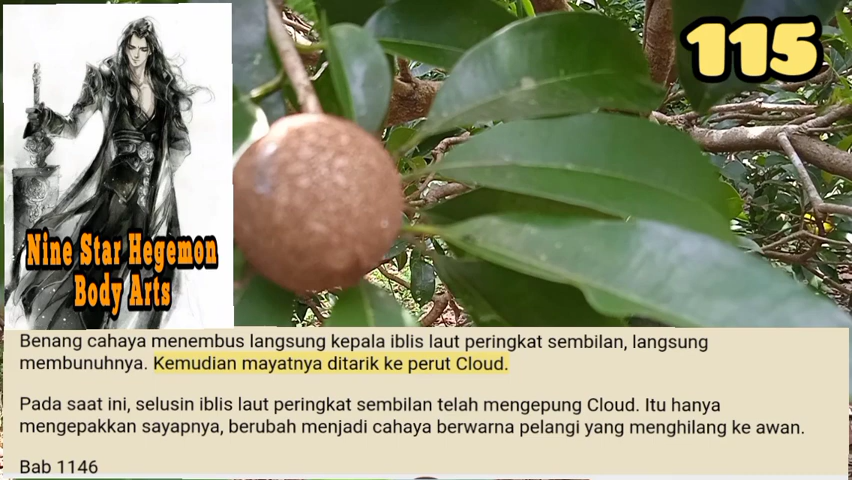 115
Nine Star Hegemon
Body Arts
Benang cahaya menembus langsung kepala iblis laut peringkat sembilan, langsung
membunuhnya. Kemudian mayatnya ditarik ke perut Cloud.
Pada saat ini, selusin iblis laut peringkat sembilan telah mengepung Cloud. Itu hanya
mengepakkan sayapnya, berubah menjadi cahaya berwarna pelangi yang menghilang ke awan.
Bab 1146